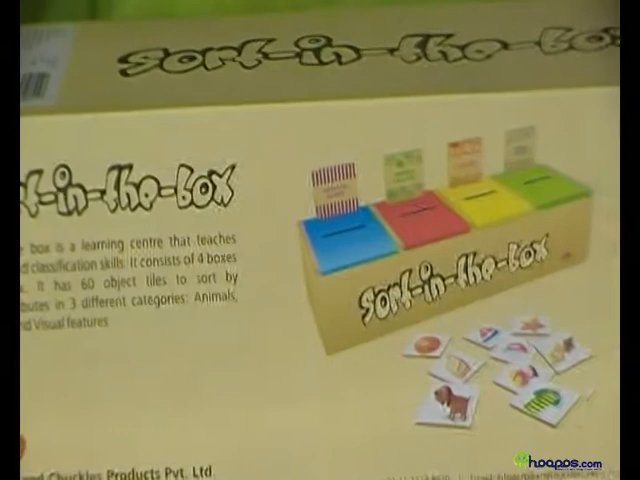 sort-in-the-box
t-in-the-box
box is a learning centre that teaches
classification skills. It consists of 4 boxes
It has 60 object tiles to sort by
butes in 3 different categories: Animals,
d Visual features
sort-in-the-box
nd Chuckles Products Pvt. Ltd.
hoopos.com